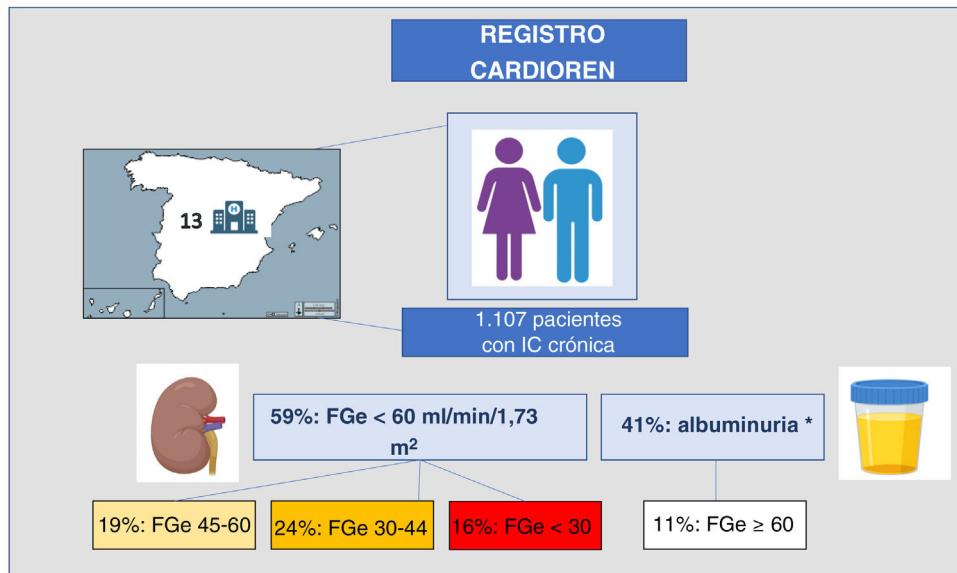 REGISTRO
CARDIOREN
13
H
1.107 pacientes
con IC crónica
59%: FGe < 60 ml/min/1,73
m²
41%: albuminuria *
19%: FGe 45-60
24%: FGe 30-44
16%: FGe < 30
11%: FGe ≥ 60